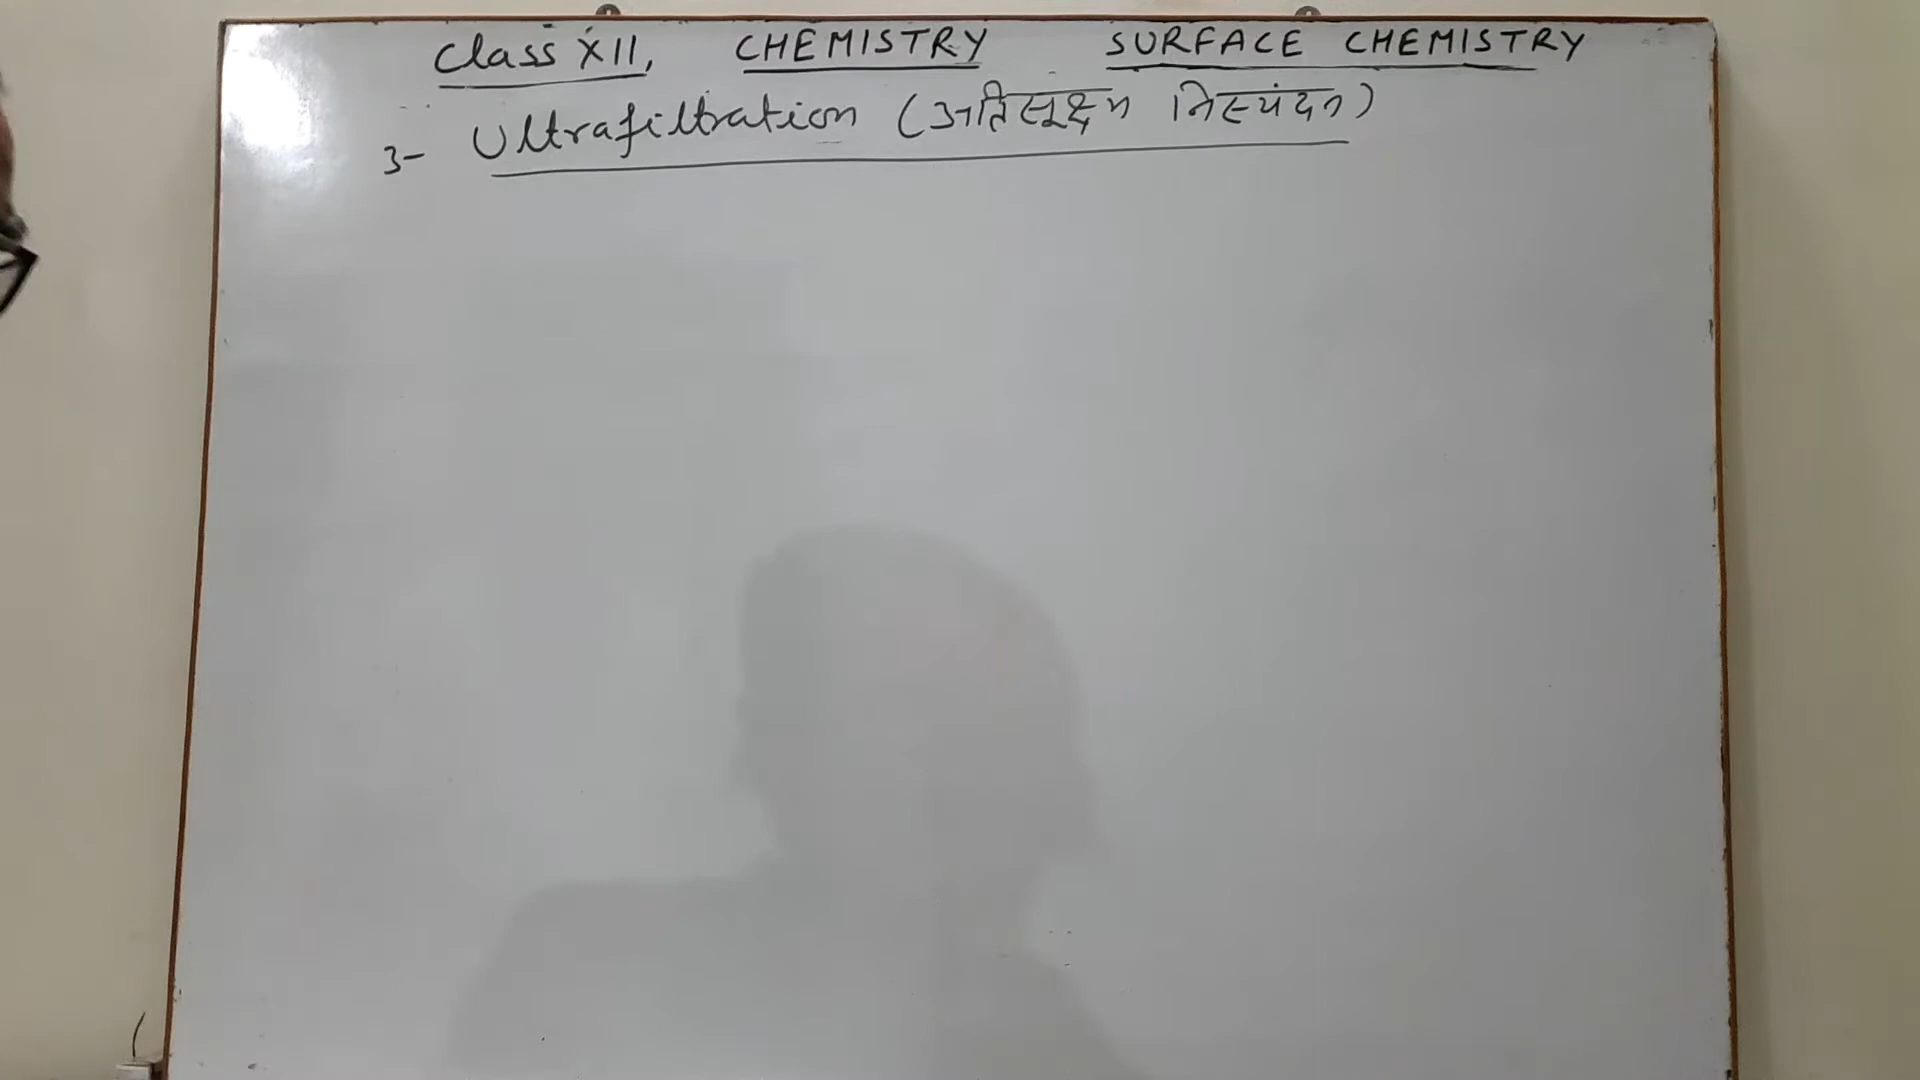 Class XII, CHEMISTRY SURFACE CHEMISTRY
3- Ultrafiltration (अतिसूक्ष्म निस्यंदन)